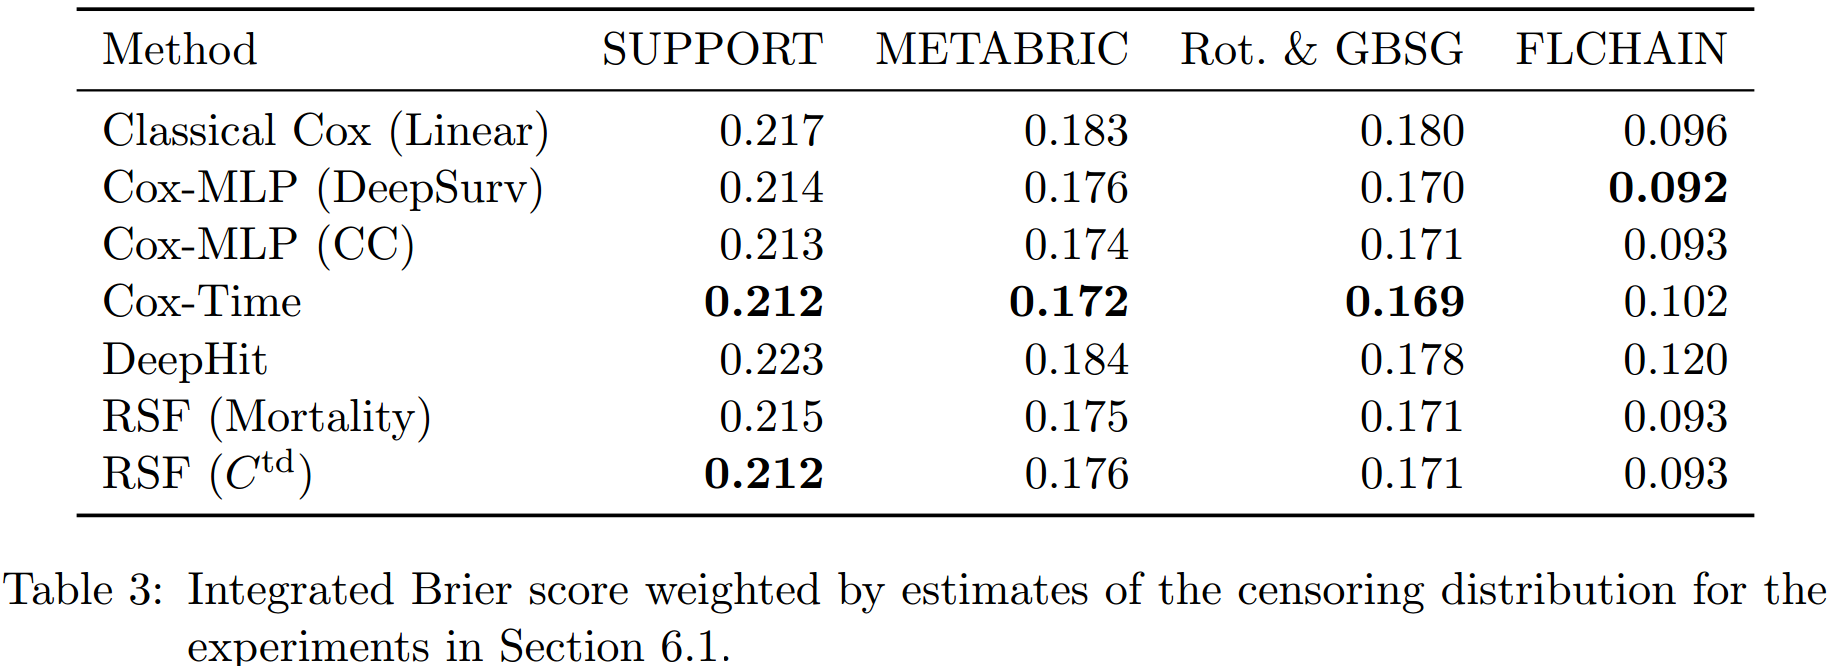 Method SUPPORT METABRIC Rot. & GBSG FLCHAIN
Classical Cox (Linear) 0.217 0.183 0.180 0.096
Cox-MLP (DeepSurv) 0.214 0.176 0.170 0.092
Cox-MLP (CC) 0.213 0.174 0.171 0.093
Cox-Time 0.212 0.172 0.169 0.102
DeepHit 0.223 0.184 0.178 0.120
RSF (Mortality) 0.215 0.175 0.171 0.093
RSF (C^td) 0.212 0.176 0.171 0.093
Table 3: Integrated Brier score weighted by estimates of the censoring distribution for the
experiments in Section 6.1.